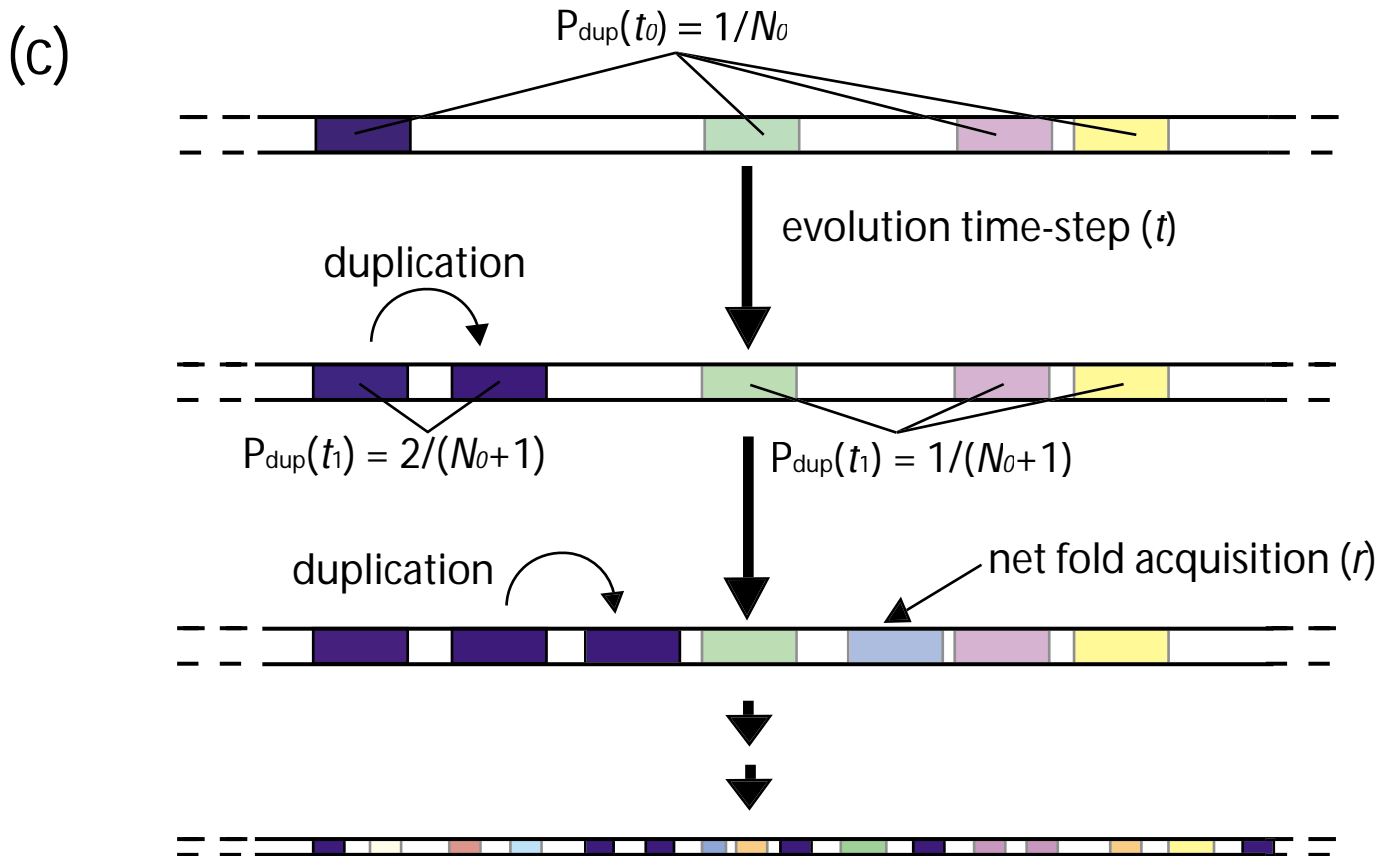 (c)
Pdup(t0) = 1/N0
evolution time-step (t)
duplication
Pdup(t1) = 2/(N0+1)
Pdup(t1) = 1/(N0+1)
duplication
net fold acquisition (r)